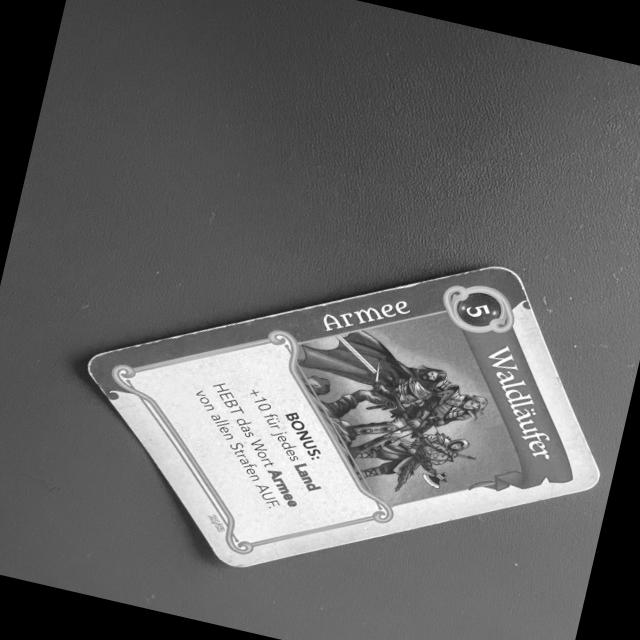 5
Waldläufer
Armee
BONUS:
+10 für jedes Land
HEBT das Wort Armee
von allen Strafen AUF.